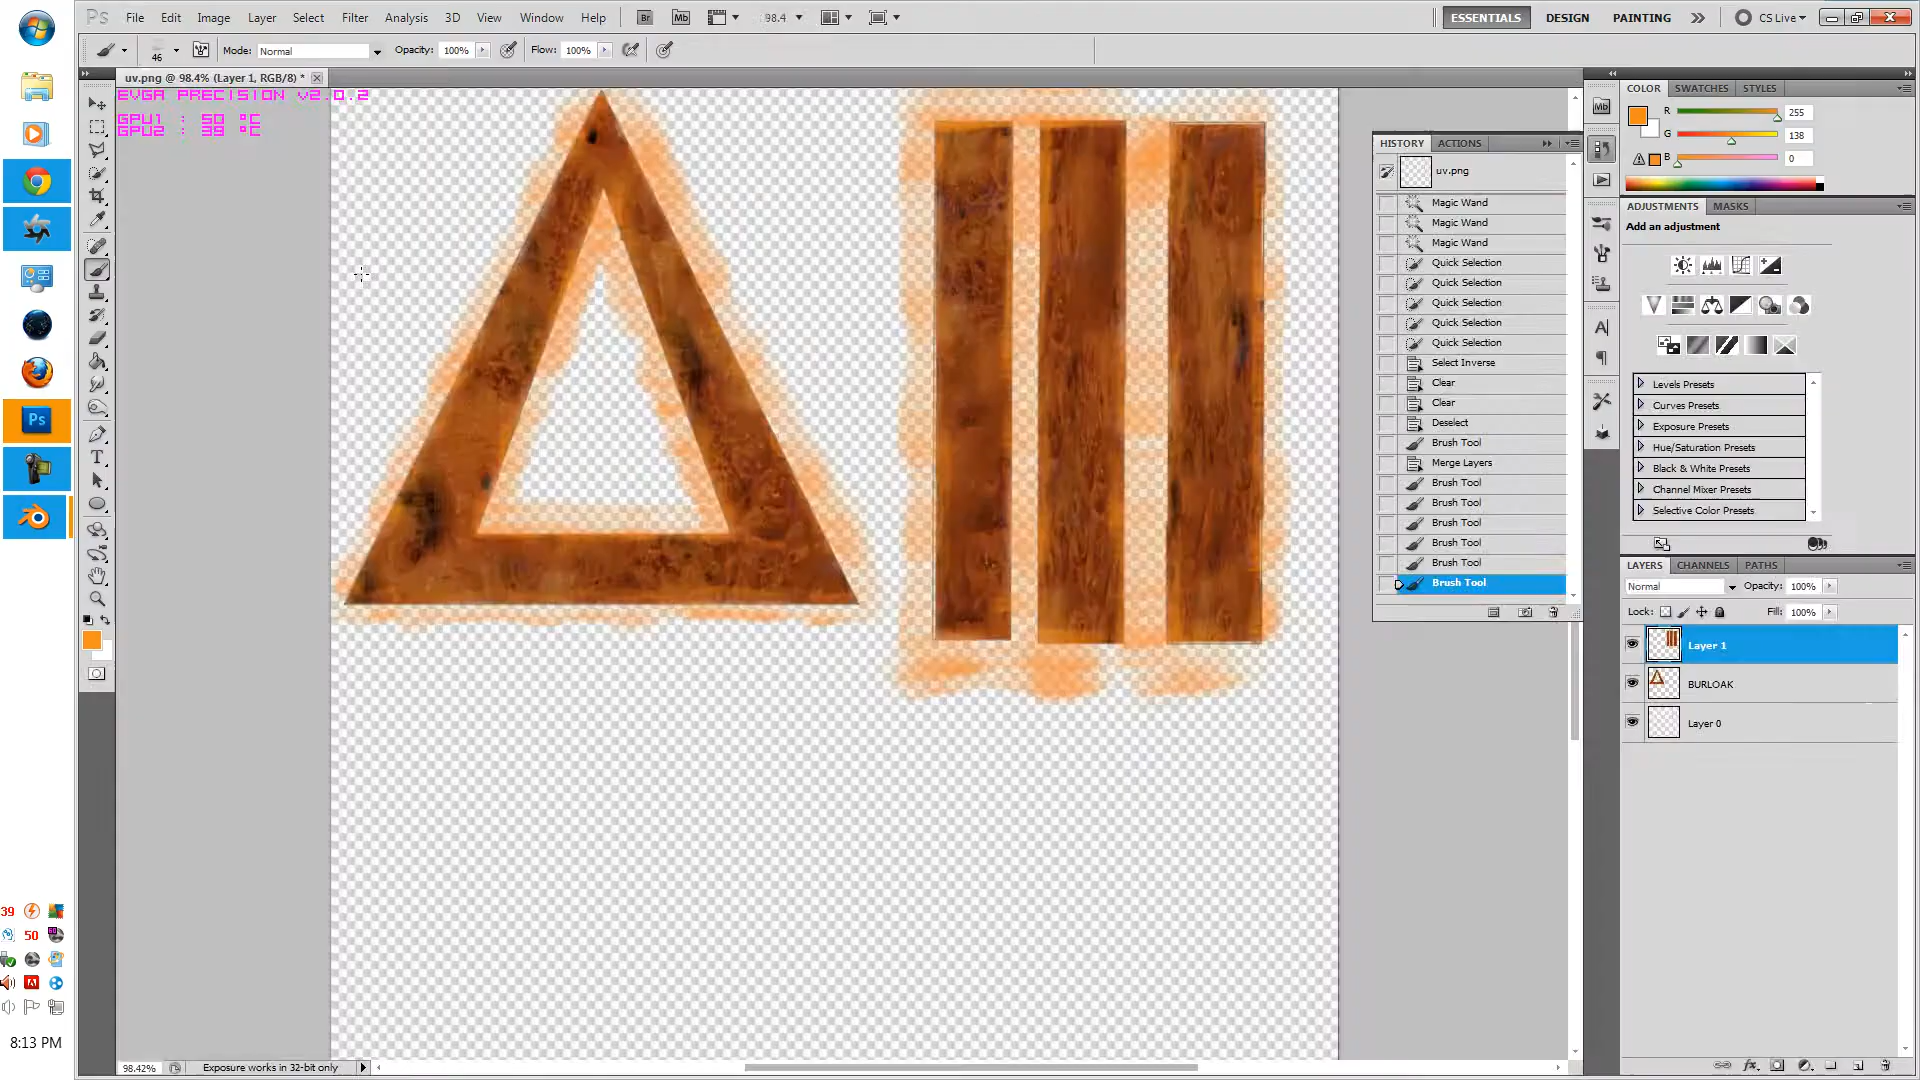 Ps File Edit Image Layer Select Filter Analysis 3D View Window Help Br Mb 98.4 ESSENTIALS DESIGN PAINTING CS Live
46 Mode: Normal Opacity: 100% Flow: 100%
uv.png @ 98.4% (Layer 1, RGB/8) *
EVGA PRECISION v2.0.2
GPU1 : 50 °C
GPU2 : 39 °C
HISTORY ACTIONS
uv.png
Magic Wand
Magic Wand
Magic Wand
Quick Selection
Quick Selection
Quick Selection
Quick Selection
Quick Selection
Select Inverse
Clear
Clear
Deselect
Brush Tool
Merge Layers
Brush Tool
Brush Tool
Brush Tool
Brush Tool
Brush Tool
Brush Tool
Mb
COLOR SWATCHES STYLES
R 255
G 138
B 0
ADJUSTMENTS MASKS
Add an adjustment
Levels Presets
Curves Presets
Exposure Presets
Hue/Saturation Presets
Black & White Presets
Channel Mixer Presets
Selective Color Presets
LAYERS CHANNELS PATHS
Normal Opacity: 100%
Lock: Fill: 100%
Layer 1
BURLOAK
Layer 0
Ps
39
50
8:13 PM
98.42% Exposure works in 32-bit only